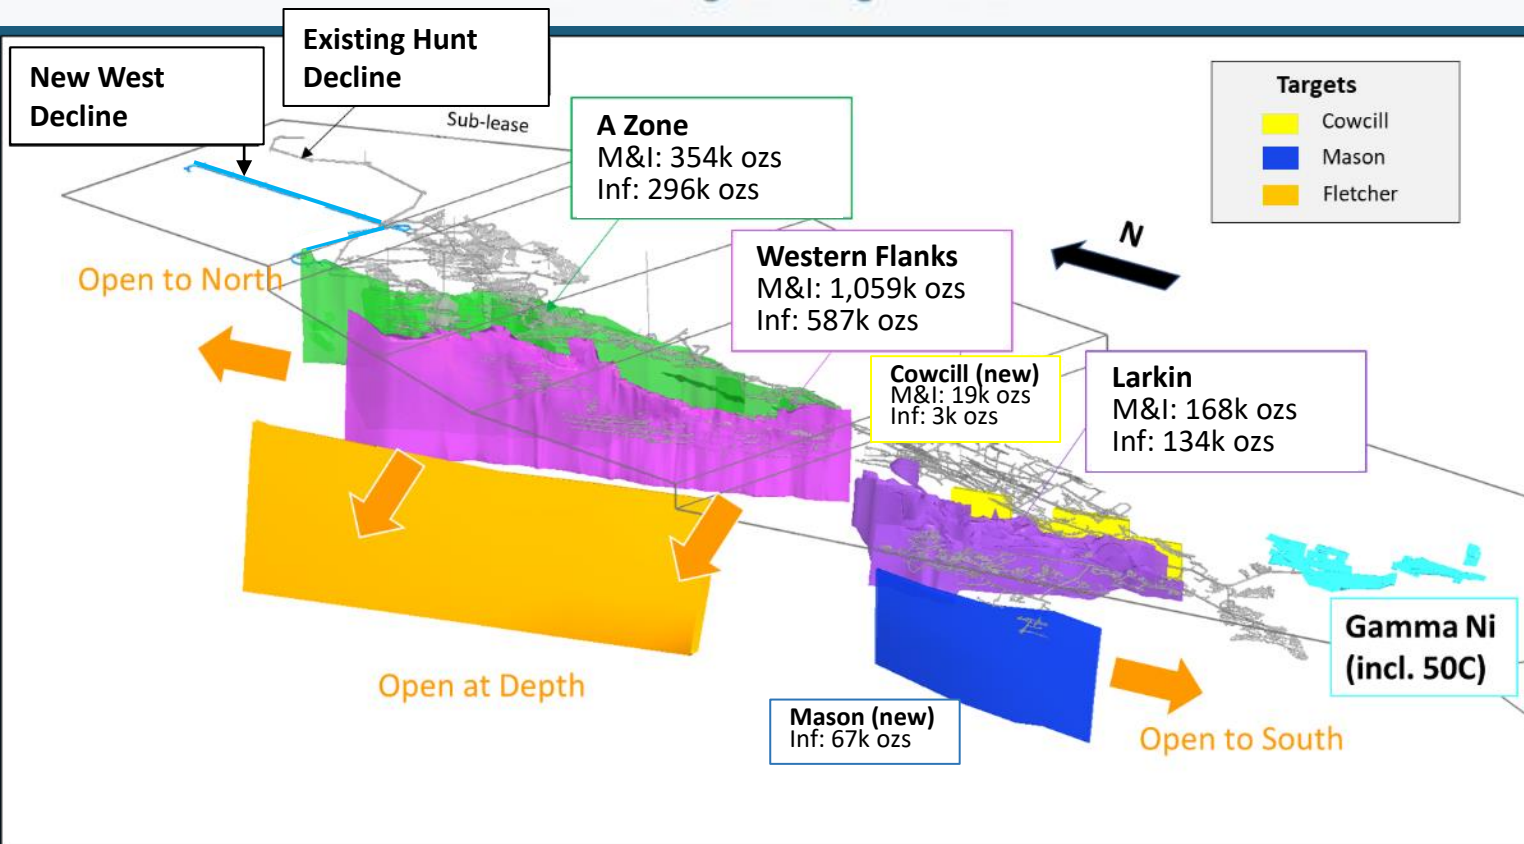 Existing Hunt
Decline
New West
Decline
Sub-lease
A Zone
M&I: 354k ozs
Inf: 296k ozs
Targets
Cowcill
Mason
Fletcher
N
Western Flanks
M&I: 1,059k ozs
Inf: 587k ozs
Open to North
Cowcill (new)
M&I: 19k ozs
Inf: 3k ozs
Larkin
M&I: 168k ozs
Inf: 134k ozs
Gamma Ni
(incl. 50C)
Open at Depth
Mason (new)
Inf: 67k ozs
Open to South